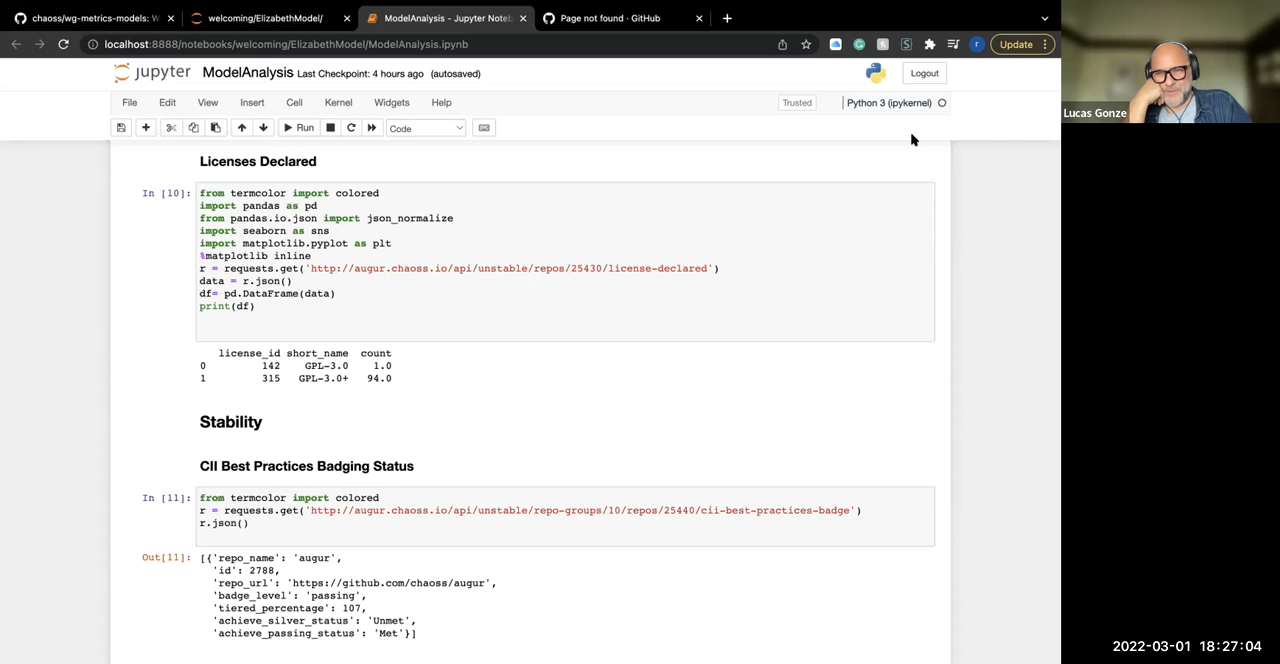 chaoss/wg-metrics-models: W
welcoming/ElizabethModel/
ModelAnalysis - Jupyter Noteb
Page not found · GitHub
localhost:8888/notebooks/welcoming/ElizabethModel/ModelAnalysis.ipynb
Update
jupyter ModelAnalysis Last Checkpoint: 4 hours ago (autosaved)
Logout
File Edit View Insert Cell Kernel Widgets Help
Trusted
Python 3 (ipykernel)
Run
Code
Licenses Declared
In [10]:
from termcolor import colored
import pandas as pd
from pandas.io.json import json_normalize
import seaborn as sns
import matplotlib.pyplot as plt
%matplotlib inline
r = requests.get('http://augur.chaoss.io/api/unstable/repos/25430/license-declared')
data = r.json()
df= pd.DataFrame(data)
print(df)
license_id short_name count
0 142 GPL-3.0 1.0
1 315 GPL-3.0+ 94.0
Stability
CII Best Practices Badging Status
In [11]:
from termcolor import colored
r = requests.get('http://augur.chaoss.io/api/unstable/repo-groups/10/repos/25440/cii-best-practices-badge')
r.json()
Out[11]:
[{'repo_name': 'augur',
'id': 2788,
'repo_url': 'https://github.com/chaoss/augur',
'badge_level': 'passing',
'tiered_percentage': 107,
'achieve_silver_status': 'Unmet',
'achieve_passing_status': 'Met'}]
Lucas Gonze
2022-03-01 18:27:04